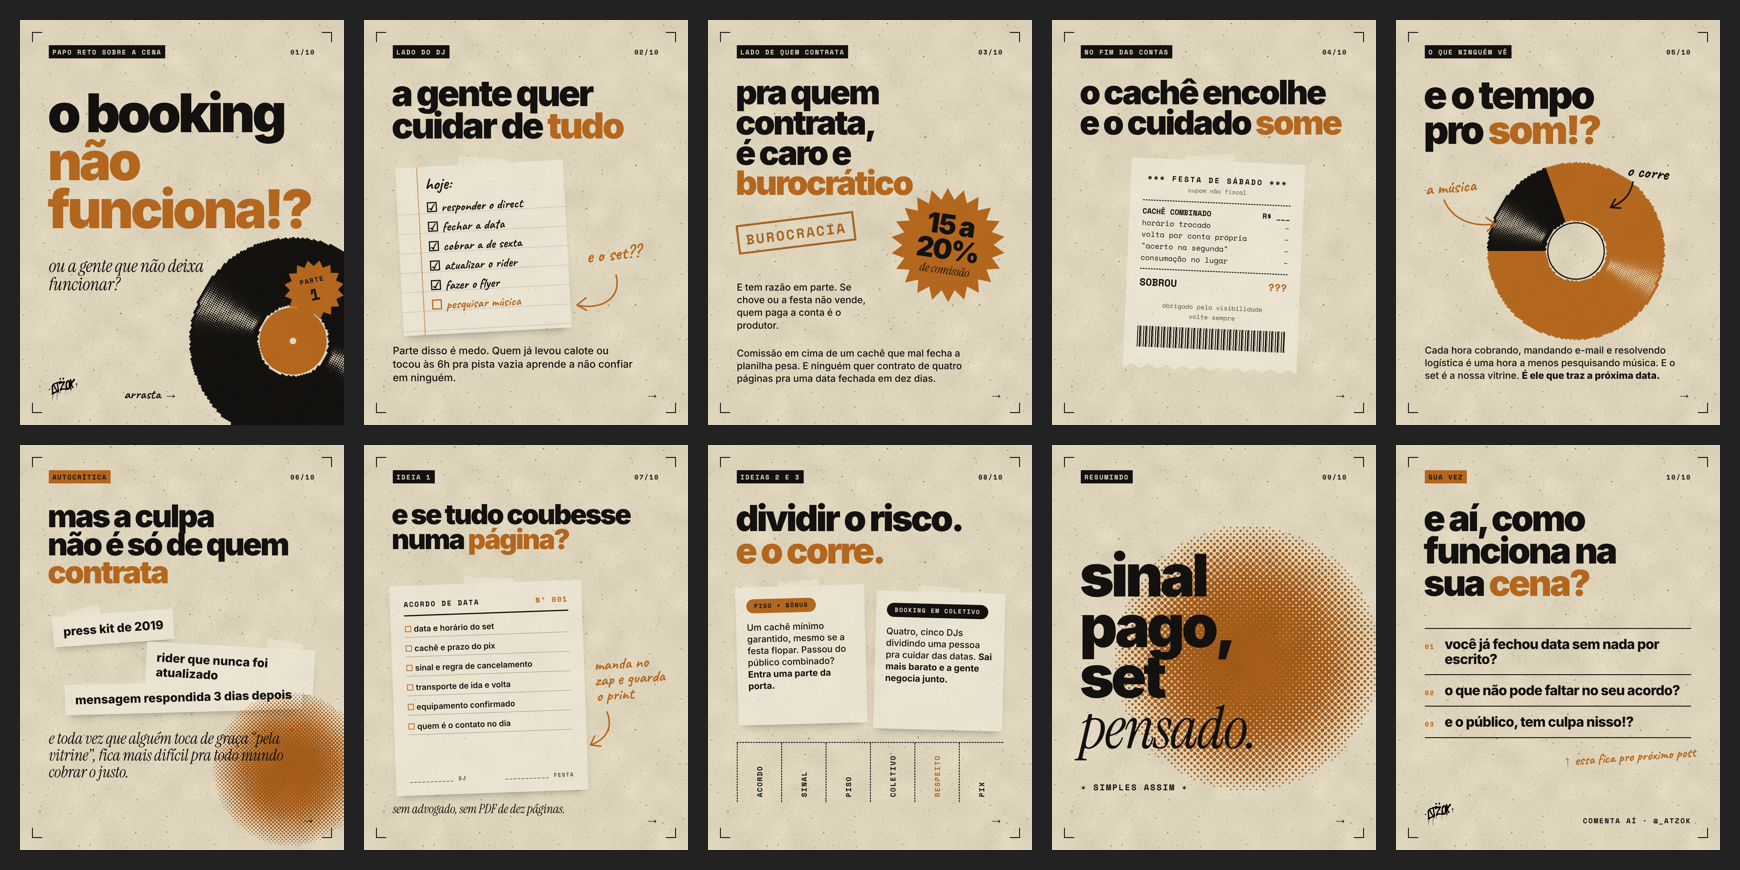 PAPO RETO SOBRE A CENA
01/10
o booking
não
funciona!?
ou a gente que não deixa
funcionar?
PARTE
1
ATZOK
arrasta →
LADO DO DJ
02/10
a gente quer
cuidar de tudo
hoje:
☑ responder o direct
☑ fechar a data
☑ cobrar a de sexta
☑ atualizar o rider
☑ fazer o flyer
☐ pesquisar música
e o set??
Parte disso é medo. Quem já levou calote ou
tocou às 6h pra pista vazia aprende a não confiar
em ninguém.
→
LADO DE QUEM CONTRATA
03/10
pra quem
contrata,
é caro e
burocrático
BUROCRACIA
15 a
20%
de comissão
E tem razão em parte. Se
chove ou a festa não vende,
quem paga a conta é o
produtor.
Comissão em cima de um cachê que mal fecha a
planilha pesa. E ninguém quer contrato de quatro
páginas pra uma data fechada em dez dias.
→
NO FIM DAS CONTAS
04/10
o cachê encolhe
e o cuidado some
*** FESTA DE SÁBADO ***
cupom não fiscal
CACHÊ COMBINADO R$ ___
horário trocado -
volta por conta própria -
"acerto na segunda" -
consumação no lugar -
SOBROU ???
obrigado pela visibilidade
volte sempre
→
O QUE NINGUÉM VÊ
05/10
e o tempo
pro som!?
a música
o corre
Cada hora cobrando, mandando e-mail e resolvendo
logística é uma hora a menos pesquisando música. E o
set é a nossa vitrine. É ele que traz a próxima data.
→
AUTOCRÍTICA
06/10
mas a culpa
não é só de quem
contrata
press kit de 2019
rider que nunca foi
atualizado
mensagem respondida 3 dias depois
e toda vez que alguém toca de graça “pela
vitrine”, fica mais difícil pra todo mundo
cobrar o justo.
→
IDEIA 1
07/10
e se tudo coubesse
numa página?
ACORDO DE DATA
N° 001
☐ data e horário do set
☐ cachê e prazo do pix
☐ sinal e regra de cancelamento
☐ transporte de ida e volta
☐ equipamento confirmado
☐ quem é o contato no dia
DJ
FESTA
manda no
zap e guarda
o print
sem advogado, sem PDF de dez páginas.
→
IDEIAS 2 E 3
08/10
dividir o risco.
e o corre.
PISO + BÔNUS
Um cachê mínimo
garantido, mesmo se a
festa flopar. Passou do
público combinado?
Entra uma parte da
porta.
BOOKING EM COLETIVO
Quatro, cinco DJs
dividindo uma pessoa
pra cuidar das datas. Sai
mais barato e a gente
negocia junto.
ACORDO
SINAL
PISO
COLETIVO
RESPEITO
PIX
→
RESUMINDO
09/10
sinal
pago,
set
pensado.
* SIMPLES ASSIM *
→
SUA VEZ
10/10
e aí, como
funciona na
sua cena?
01 você já fechou data sem nada por
escrito?
02 o que não pode faltar no seu acordo?
03 e o público, tem culpa nisso!?
↑ essa fica pro próximo post
ATZOK
COMENTA AÍ · @_ATZOK